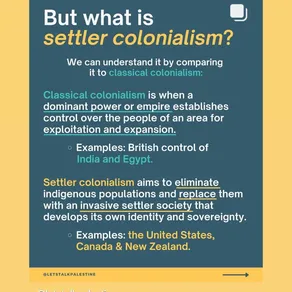 But what is
settler colonialism?
We can understand it by comparing
it to classical colonialism:
Classical colonialism is when a
dominant power or empire establishes
control over the people of an area for
exploitation and expansion.
Examples: British control of
India and Egypt.
Settler colonialism aims to eliminate
indigenous populations and replace them
with an invasive settler society that
develops its own identity and sovereignty.
Examples: the United States,
Canada & New Zealand.
@LETSTALKPALESTINE